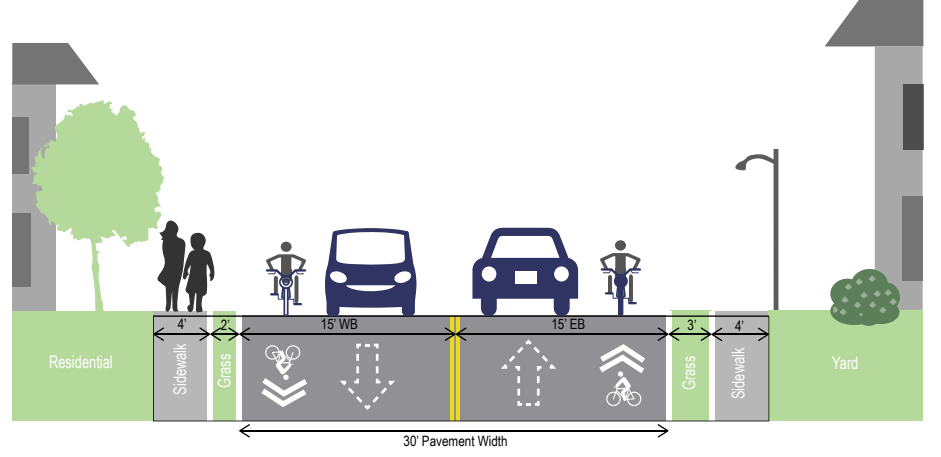 4' 2' 15' WB 15' EB 3' 4'
Residential Sidewalk Grass Grass Sidewalk Yard
30' Pavement Width